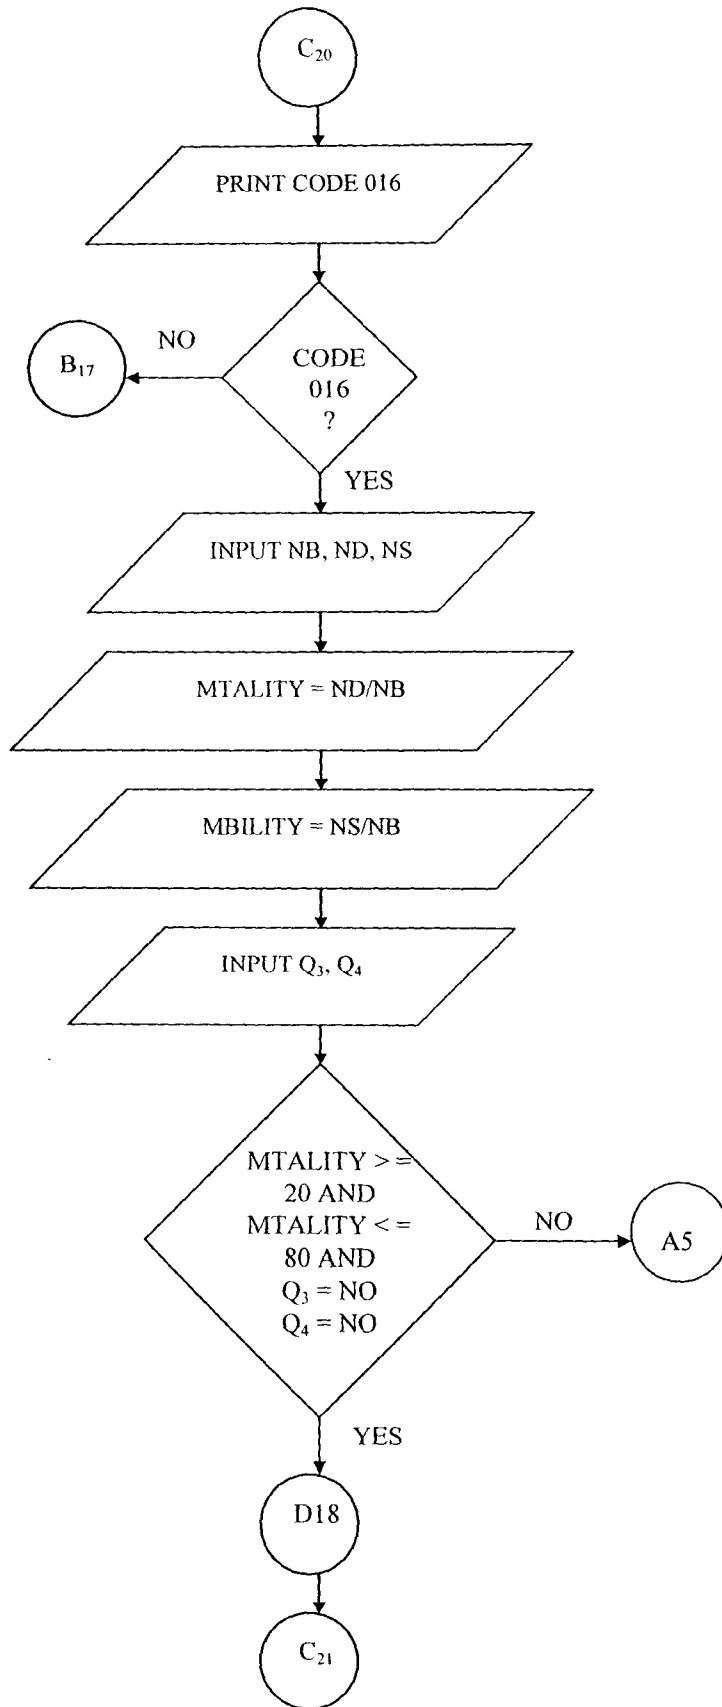 C₂₀
PRINT CODE 016
NO
B₁₇
CODE
016
?
YES
INPUT NB, ND, NS
MTALITY = ND/NB
MBILITY = NS/NB
INPUT Q₃, Q₄
MTALITY > =
20 AND
MTALITY < =
80 AND
Q₃ = NO
Q₄ = NO
NO
A5
YES
D18
C₂₁